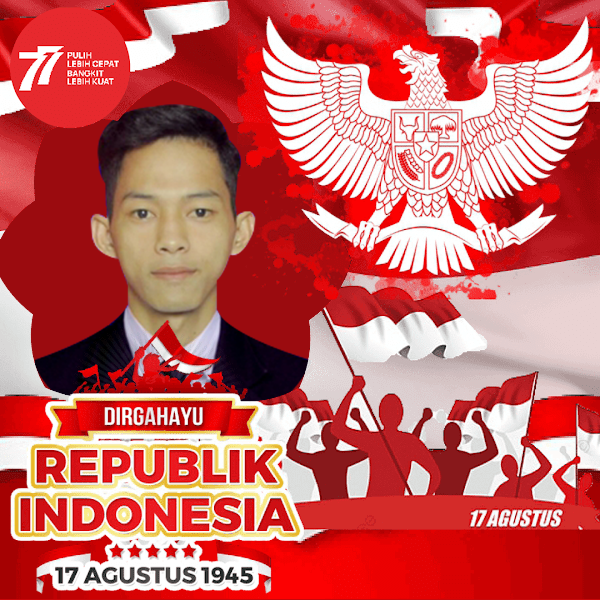 77
PULIH
LEBIH CEPAT
BANGKIT
LEBIH KUAT
DIRGAHAYU
REPUBLIK
INDONESIA
17 AGUSTUS 1945
17 AGUSTUS